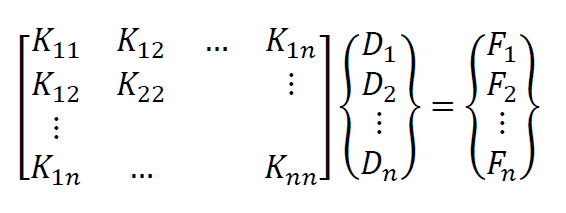 [K₁₁ K₁₂ … K₁ₙ] {D₁} = {F₁}
[K₁₂ K₂₂ ⋮] {D₂} = {F₂}
[⋮] {⋮} = {⋮}
[K₁ₙ … Kₙₙ] {Dₙ} = {Fₙ}